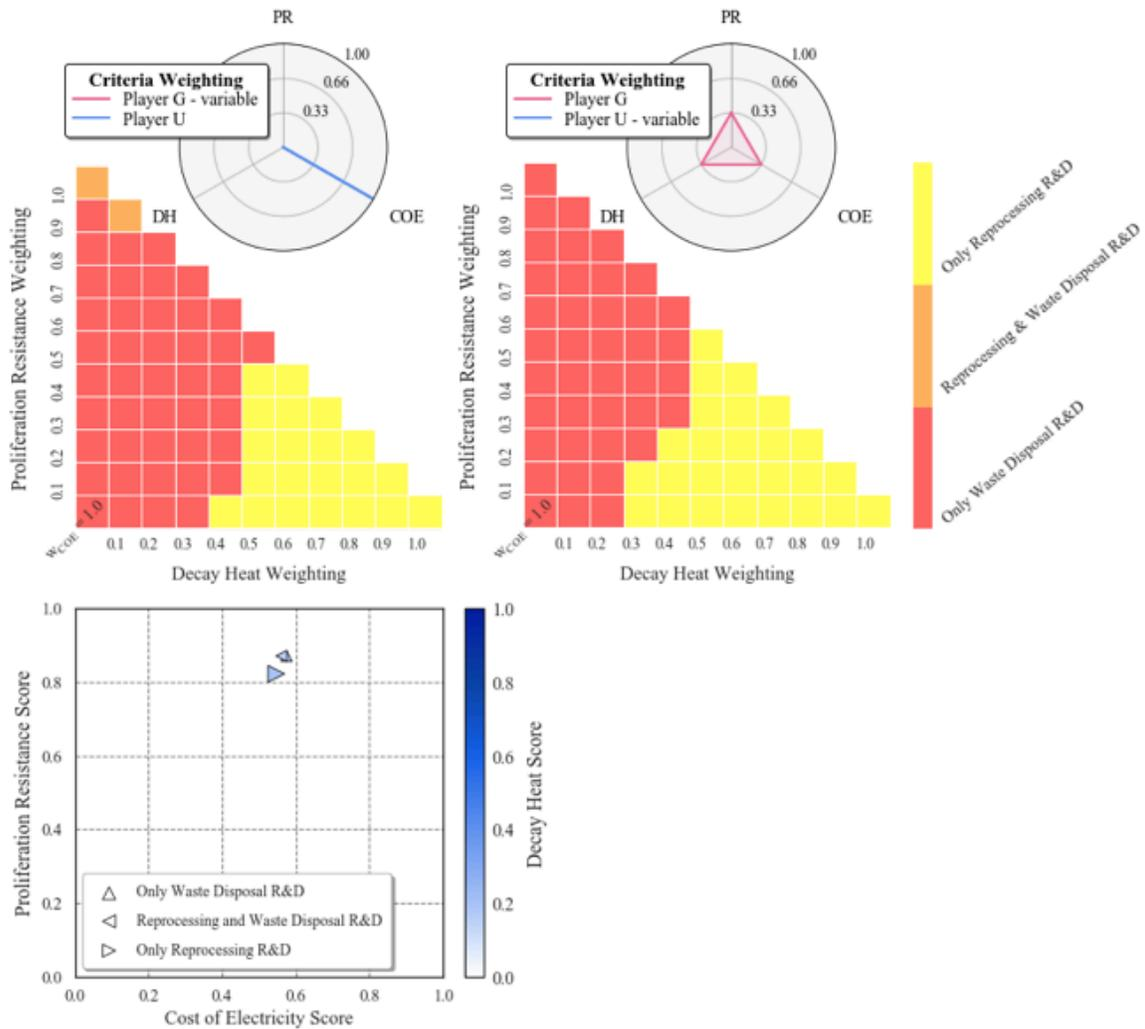 PR
1.00
0.66
0.33
Criteria Weighting
Player G - variable
Player U
DH
COE
Proliferation Resistance Weighting
1.0
0.9
0.8
0.7
0.6
0.5
0.4
0.3
0.2
0.1
wCOE = 1.0
0.1 0.2 0.3 0.4 0.5 0.6 0.7 0.8 0.9 1.0
Decay Heat Weighting
PR
1.00
0.66
0.33
Criteria Weighting
Player G
Player U - variable
DH
COE
Proliferation Resistance Weighting
1.0
0.9
0.8
0.7
0.6
0.5
0.4
0.3
0.2
0.1
wCOE = 1.0
0.1 0.2 0.3 0.4 0.5 0.6 0.7 0.8 0.9 1.0
Decay Heat Weighting
Only Reprocessing R&D
Reprocessing & Waste Disposal R&D
Only Waste Disposal R&D
Proliferation Resistance Score
1.0
0.8
0.6
0.4
0.2
0.0
Only Waste Disposal R&D
Reprocessing and Waste Disposal R&D
Only Reprocessing R&D
0.0 0.2 0.4 0.6 0.8 1.0
Cost of Electricity Score
1.0
0.8
0.6
0.4
0.2
0.0
Decay Heat Score